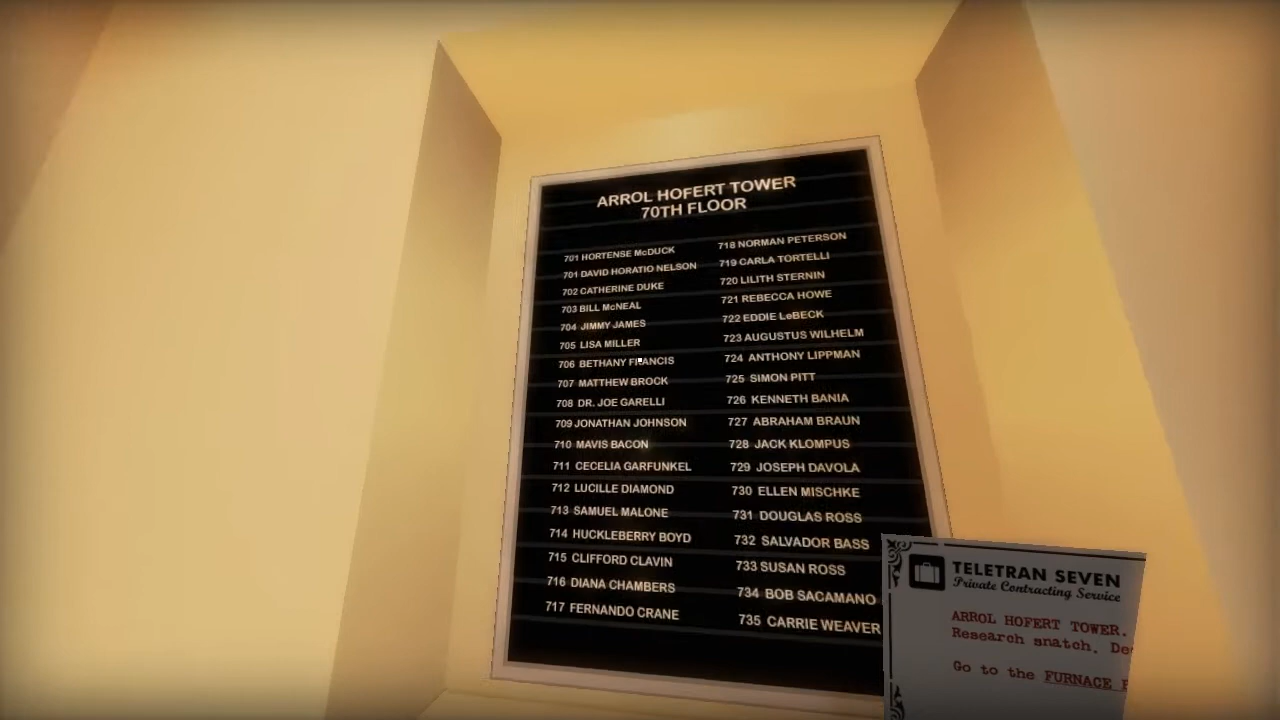 ARROL HOFERT TOWER
70TH FLOOR
701 HORTENSE McDUCK
701 DAVID HORATIO NELSON
702 CATHERINE DUKE
703 BILL McNEAL
704 JIMMY JAMES
705 LISA MILLER
706 BETHANY FRANCIS
707 MATTHEW BROCK
708 DR. JOE GARELLI
709 JONATHAN JOHNSON
710 MAVIS BACON
711 CECELIA GARFUNKEL
712 LUCILLE DIAMOND
713 SAMUEL MALONE
714 HUCKLEBERRY BOYD
715 CLIFFORD CLAVIN
716 DIANA CHAMBERS
717 FERNANDO CRANE
718 NORMAN PETERSON
719 CARLA TORTELLI
720 LILITH STERNIN
721 REBECCA HOWE
722 EDDIE LeBECK
723 AUGUSTUS WILHELM
724 ANTHONY LIPPMAN
725 SIMON PITT
726 KENNETH BANIA
727 ABRAHAM BRAUN
728 JACK KLOMPUS
729 JOSEPH DAVOLA
730 ELLEN MISCHKE
731 DOUGLAS ROSS
732 SALVADOR BASS
733 SUSAN ROSS
734 BOB SACAMANO
735 CARRIE WEAVER
TELETRAN SEVEN
Private Contracting Service
ARROL HOFERT TOWER.
Research snatch.
Go to the FURNACE